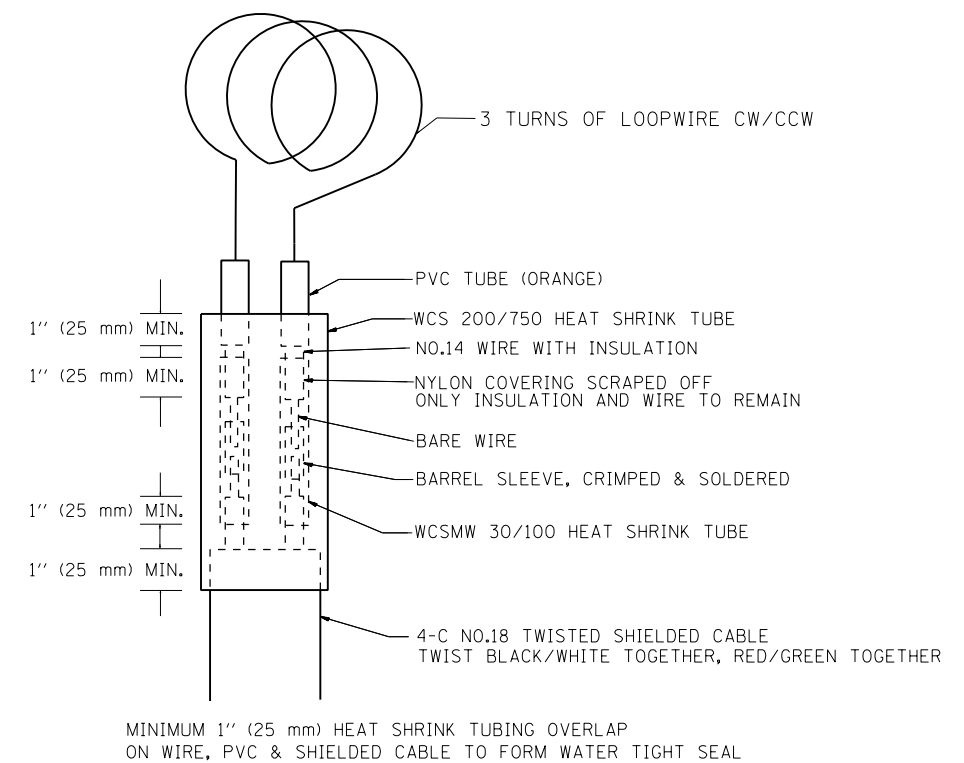 3 TURNS OF LOOPWIRE CW/CCW
PVC TUBE (ORANGE)
1'' (25 mm) MIN.
WCS 200/750 HEAT SHRINK TUBE
NO.14 WIRE WITH INSULATION
1'' (25 mm) MIN.
NYLON COVERING SCRAPED OFF
ONLY INSULATION AND WIRE TO REMAIN
BARE WIRE
BARREL SLEEVE, CRIMPED & SOLDERED
1'' (25 mm) MIN.
WCSMW 30/100 HEAT SHRINK TUBE
1'' (25 mm) MIN.
4-C NO.18 TWISTED SHIELDED CABLE
TWIST BLACK/WHITE TOGETHER, RED/GREEN TOGETHER
MINIMUM 1'' (25 mm) HEAT SHRINK TUBING OVERLAP
ON WIRE, PVC & SHIELDED CABLE TO FORM WATER TIGHT SEAL